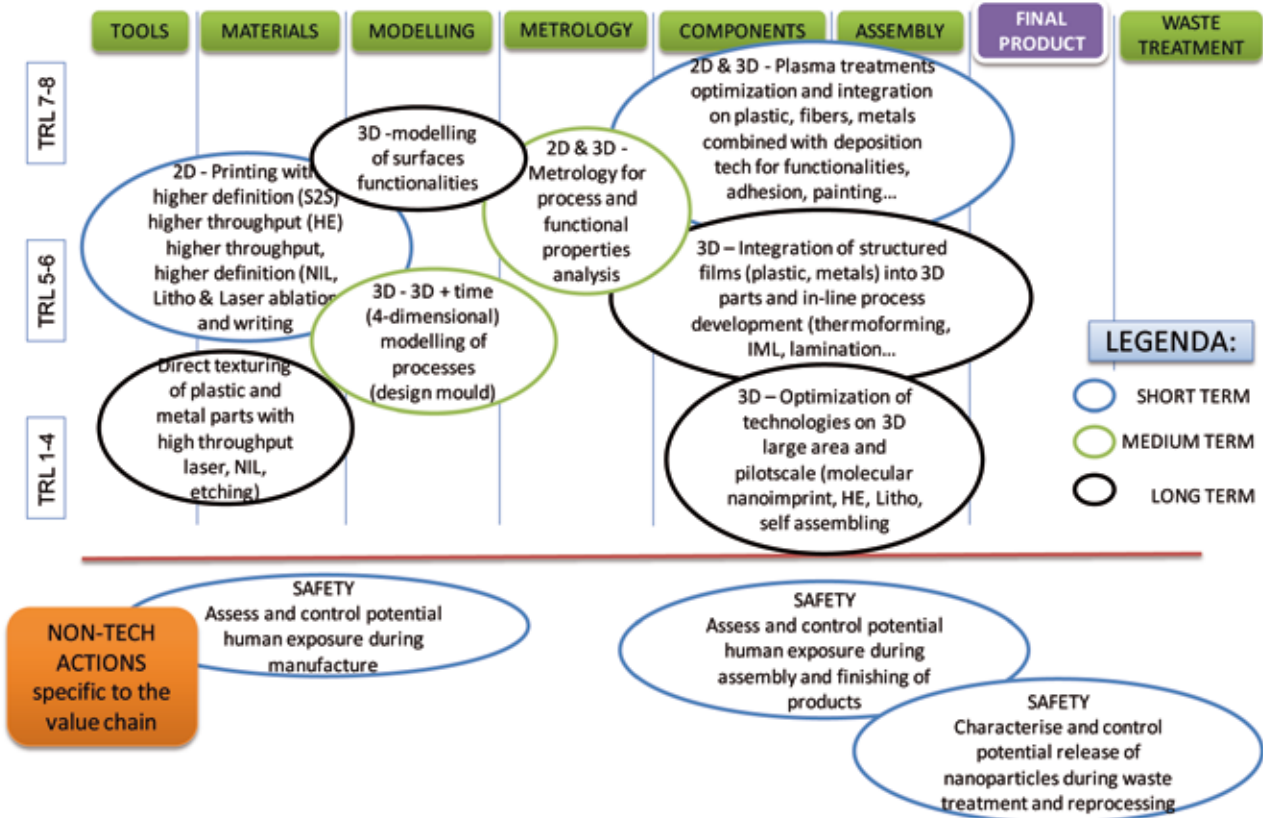 TOOLS
MATERIALS
MODELLING
METROLOGY
COMPONENTS
ASSEMBLY
FINAL
PRODUCT
WASTE
TREATMENT
TRL 7-8
TRL 5-6
TRL 1-4
2D - Printing with
higher definition (S2S)
higher throughput (HE)
higher throughput,
higher definition (NIL,
Litho & Laser ablation
and writing
3D -modelling
of surfaces
functionalities
2D & 3D -
Metrology for
process and
functional
properties
analysis
2D & 3D - Plasma treatments
optimization and integration
on plastic, fibers, metals
combined with deposition
tech for functionalities,
adhesion, painting...
3D - 3D + time
(4-dimensional)
modelling of
processes
(design mould)
3D – Integration of structured
films (plastic, metals) into 3D
parts and in-line process
development (thermoforming,
IML, lamination...
Direct texturing
of plastic and
metal parts with
high throughput
laser, NIL,
etching)
3D – Optimization of
technologies on 3D
large area and
pilotscale (molecular
nanoimprint, HE, Litho,
self assembling
LEGENDA:
SHORT TERM
MEDIUM TERM
LONG TERM
NON-TECH
ACTIONS
specific to the
value chain
SAFETY
Assess and control potential
human exposure during
manufacture
SAFETY
Assess and control potential
human exposure during
assembly and finishing of
products
SAFETY
Characterise and control
potential release of
nanoparticles during waste
treatment and reprocessing